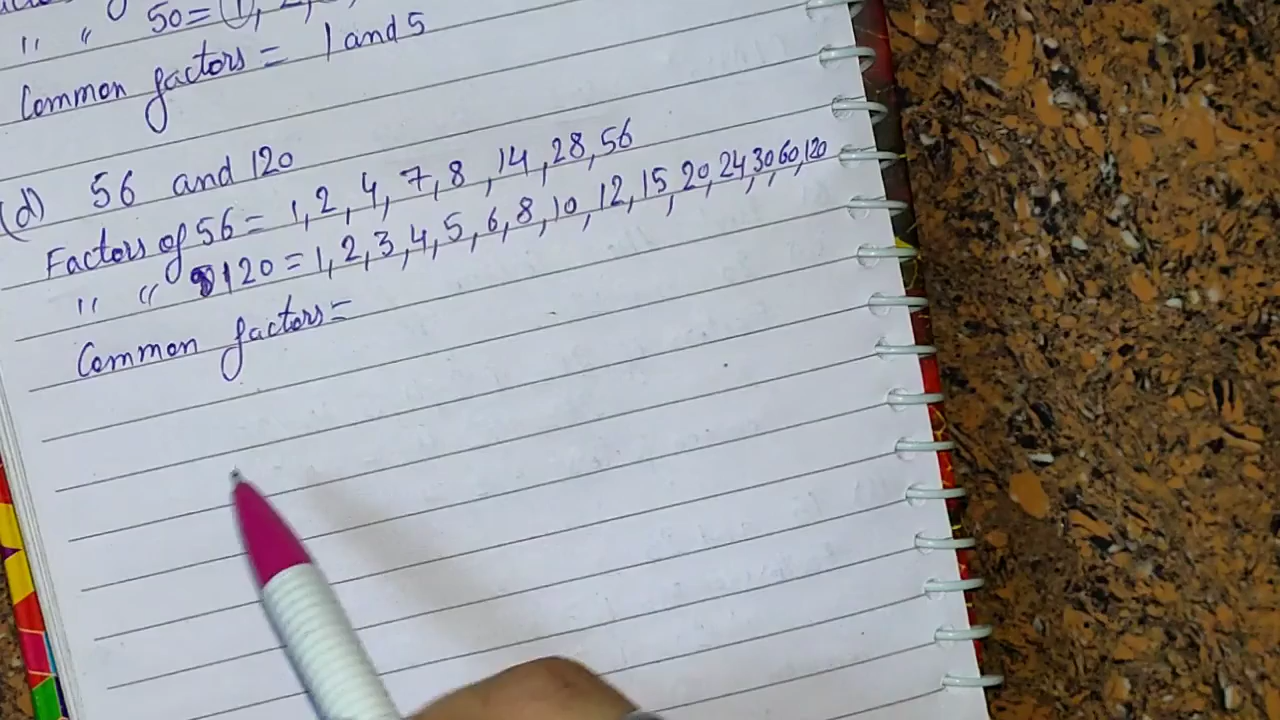 " " 50 = 1,
Common factors = 1 and 5
(d) 56 and 120
Factors of 56 = 1, 2, 4, 7, 8, 14, 28, 56
" " 120 = 1, 2, 3, 4, 5, 6, 8, 10, 12, 15, 20, 24, 30, 60, 120
Common factors =